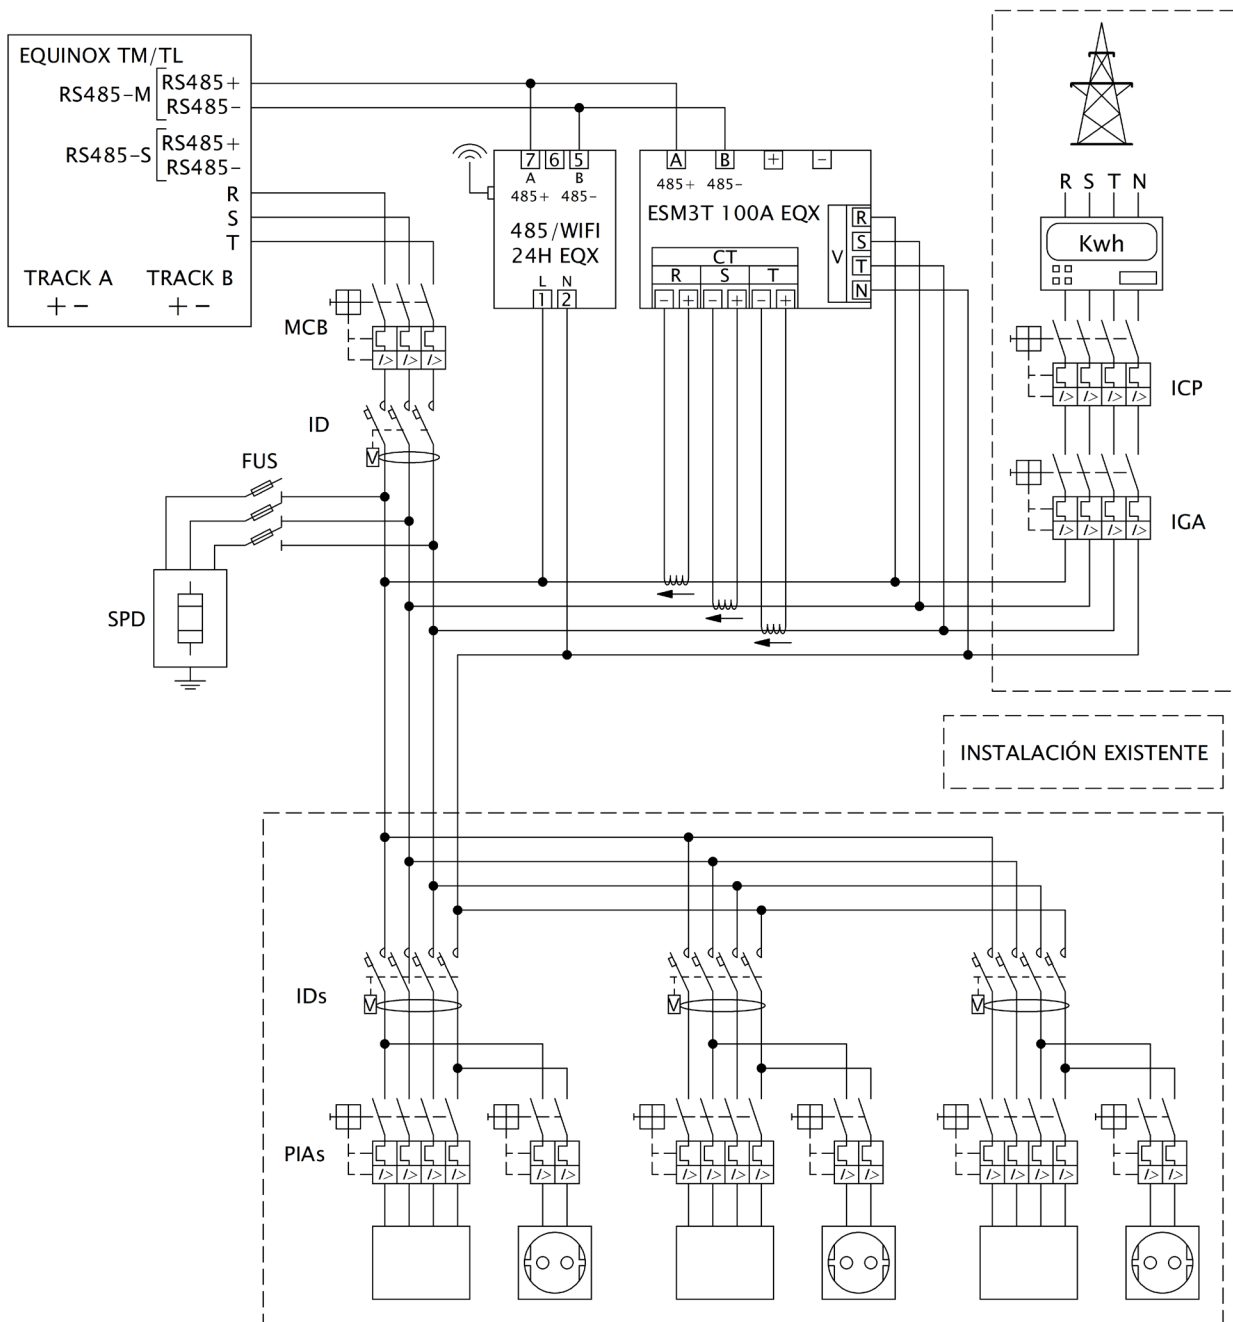 EQUINOX TM/TL
RS485-M
RS485+
RS485-
RS485-S
RS485+
RS485-
R
S
T
TRACK A TRACK B
+ - + -
7 6 5
A B
485+ 485-
485/WIFI
24H EQX
L N
1 2
A B + -
485+ 485-
ESM3T 100A EQX
V
R
S
T
N
CT
R S T
- + - + - +
R S T N
Kwh
MCB
I> I> I>
ICP
I> I> I> I>
ID
V
FUS
IGA
I> I> I> I>
SPD
INSTALACIÓN EXISTENTE
IDs
V V V
PIAs
I> I> I> I> I> I> I> I> I> I> I> I> I> I> I> I> I> I>